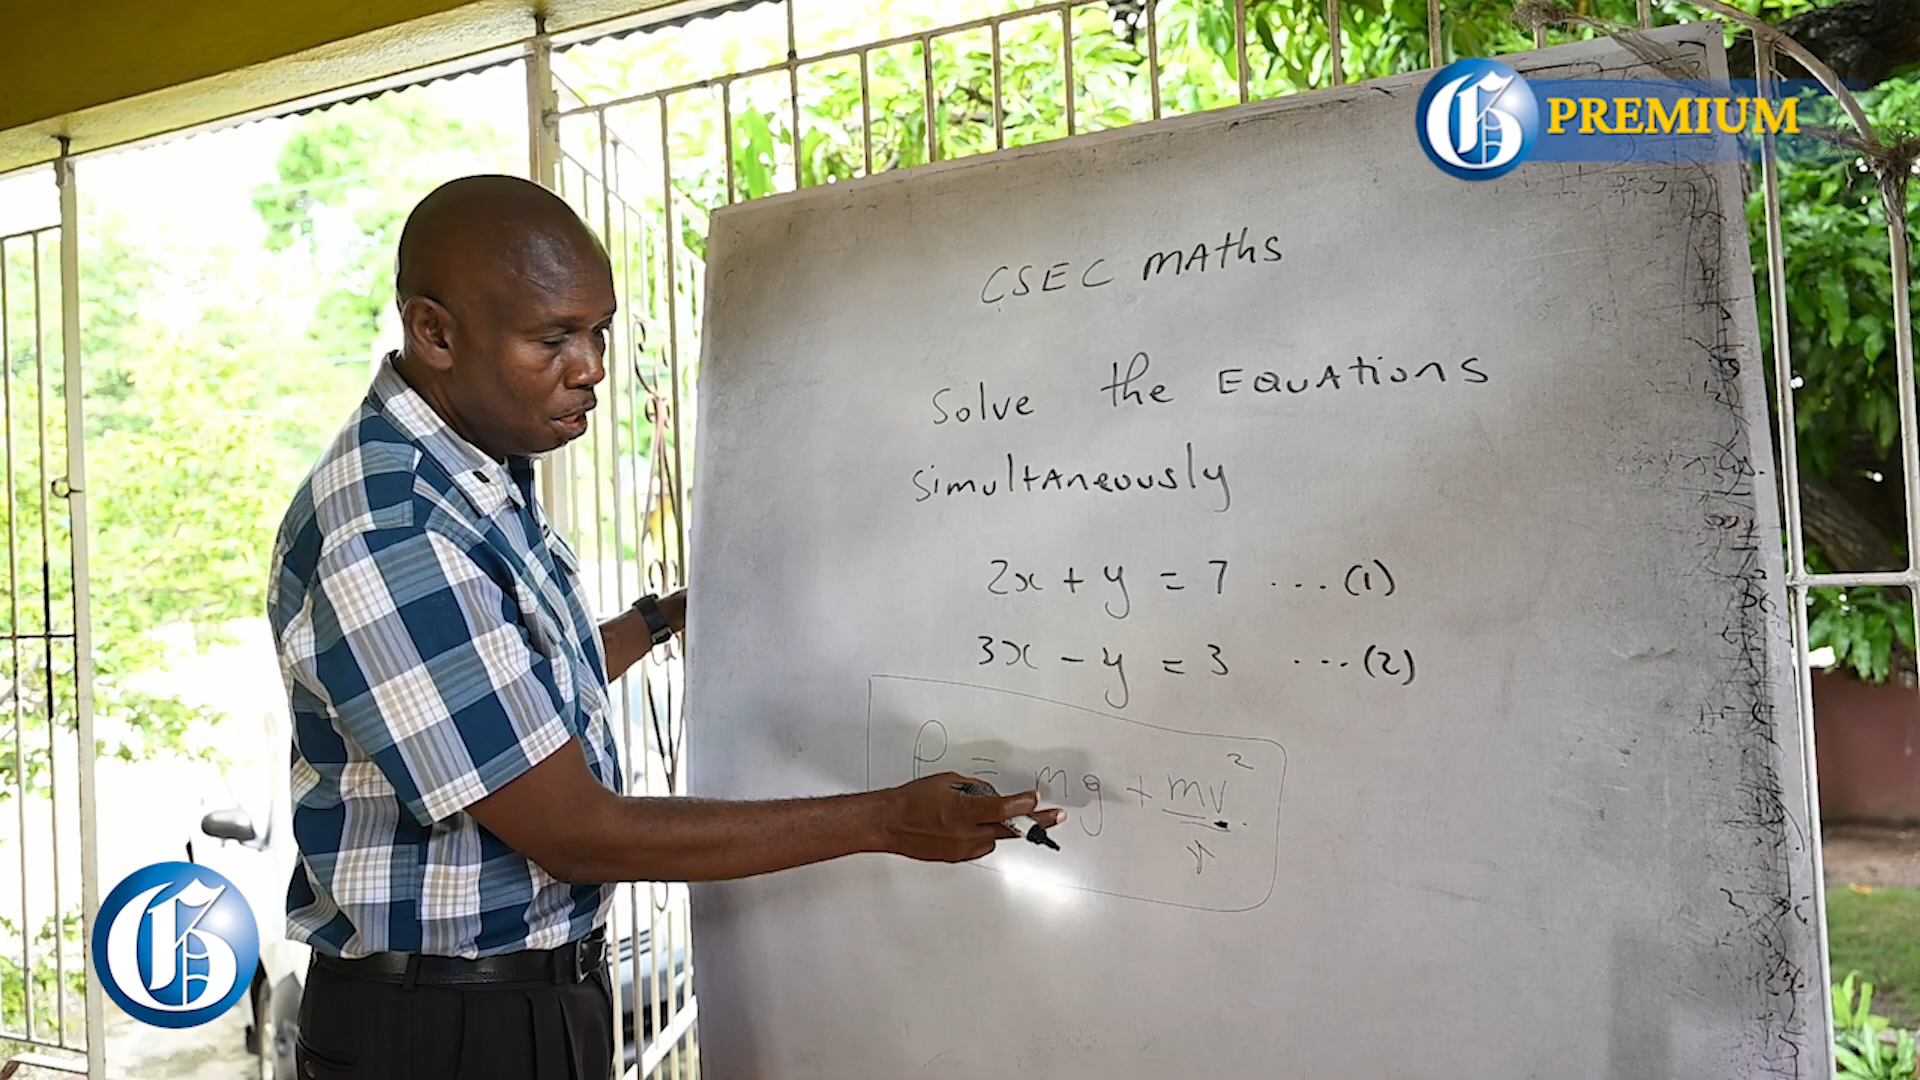 PREMIUM
CSEC MAths
Solve the EQUAtions
simultaneously
2x + y = 7 ... (1)
3x - y = 3 ... (2)
= mg + mv²
r
G